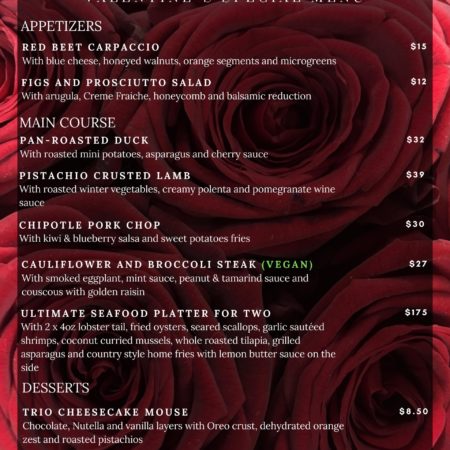 VALENTINE'S SPECIAL MENU
APPETIZERS
RED BEET CARPACCIO $15
With blue cheese, honeyed walnuts, orange segments and microgreens
FIGS AND PROSCIUTTO SALAD $12
With arugula, Creme Fraiche, honeycomb and balsamic reduction
MAIN COURSE
PAN-ROASTED DUCK $32
With roasted mini potatoes, asparagus and cherry sauce
PISTACHIO CRUSTED LAMB $39
With roasted winter vegetables, creamy polenta and pomegranate wine
sauce
CHIPOTLE PORK CHOP $30
With kiwi & blueberry salsa and sweet potatoes fries
CAULIFLOWER AND BROCCOLI STEAK (VEGAN) $27
With smoked eggplant, mint sauce, peanut & tamarind sauce and
couscous with golden raisin
ULTIMATE SEAFOOD PLATTER FOR TWO $175
With 2 x 4oz lobster tail, fried oysters, seared scallops, garlic sautéed
shrimps, coconut curried mussels, whole roasted tilapia, grilled
asparagus and country style home fries with lemon butter sauce on the
side
DESSERTS
TRIO CHEESECAKE MOUSE $8.50
Chocolate, Nutella and vanilla layers with Oreo crust, dehydrated orange
zest and roasted pistachios